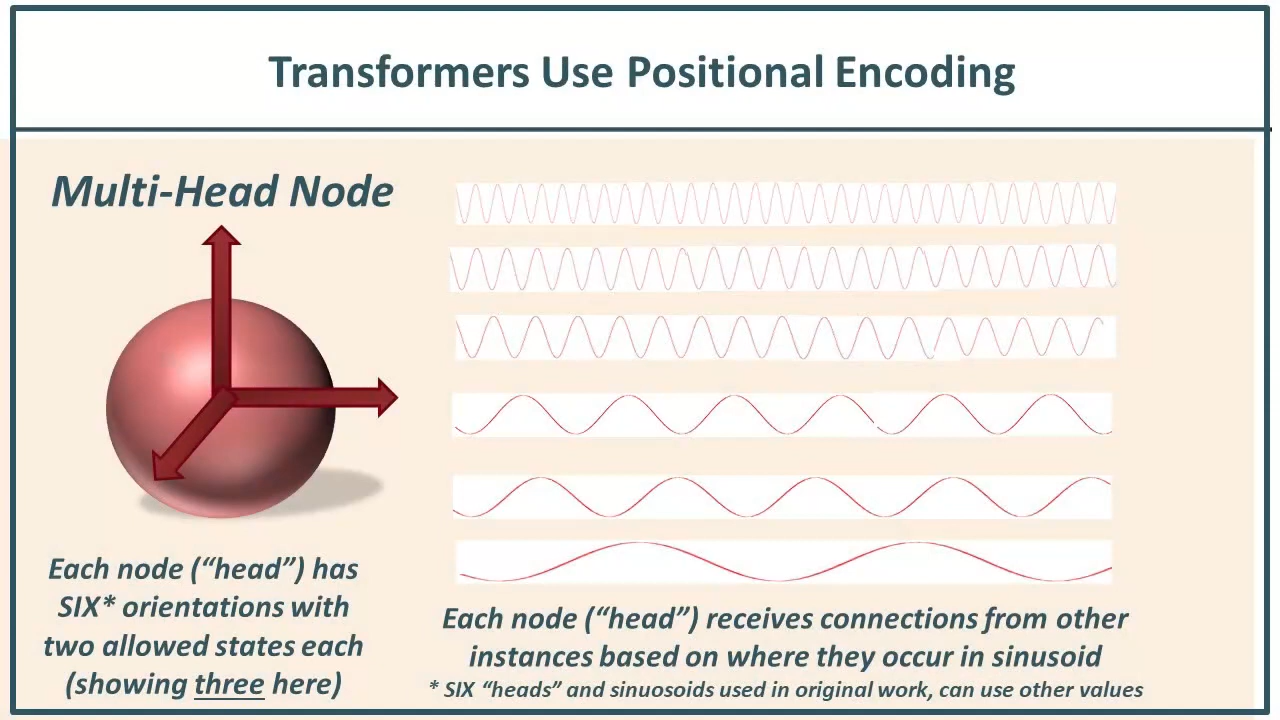 Transformers Use Positional Encoding
Multi-Head Node
Each node (“head”) has
SIX* orientations with
two allowed states each
(showing three here)
Each node (“head”) receives connections from other
instances based on where they occur in sinusoid
* SIX “heads” and sinuosoids used in original work, can use other values